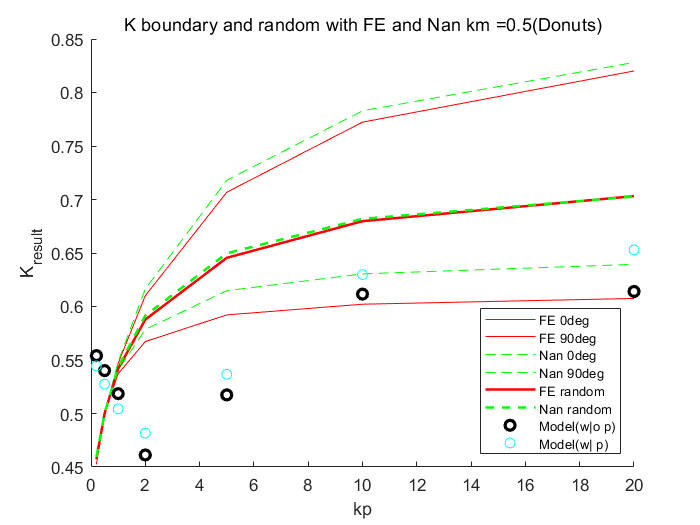 K boundary and random with FE and Nan km =0.5(Donuts)
0.85
0.8
0.75
0.7
0.65
0.6
0.55
0.5
0.45
K_result
FE 0deg
FE 90deg
Nan 0deg
Nan 90deg
FE random
Nan random
Model(w|o p)
Model(w| p)
0 2 4 6 8 10 12 14 16 18 20
kp